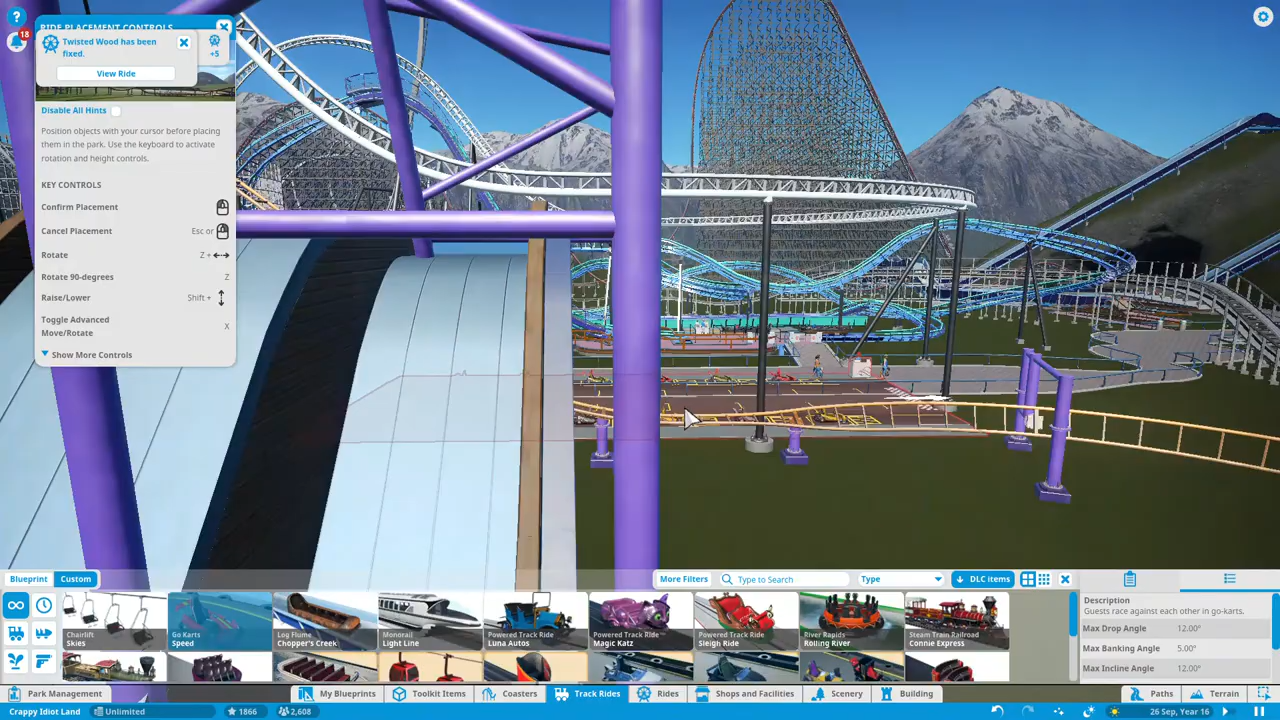 ?
RIDE PLACEMENT CONTROLS
18
Twisted Wood has been
fixed.
+5
View Ride
Disable All Hints
Position objects with your cursor before placing
them in the park. Use the keyboard to activate
rotation and height controls.
KEY CONTROLS
Confirm Placement
Cancel Placement Esc or
Rotate Z +
Rotate 90-degrees Z
Raise/Lower Shift +
Toggle Advanced
Move/Rotate X
Show More Controls
Blueprint Custom More Filters Type to Search Type DLC items
Chairlift
Skies
Go Karts
Speed
Log Flume
Chopper's Creek
Monorail
Light Line
Powered Track Ride
Luna Autos
Powered Track Ride
Magic Katz
Powered Track Ride
Sleigh Ride
River Rapids
Rolling River
Steam Train Railroad
Connie Express
Description
Guests race against each other in go-karts.
Max Drop Angle 12.00°
Max Banking Angle 5.00°
Max Incline Angle 12.00°
Park Management My Blueprints Toolkit Items Coasters Track Rides Rides Shops and Facilities Scenery Building Paths Terrain
Crappy Idiot Land Unlimited 1866 2,608 26 Sep, Year 16